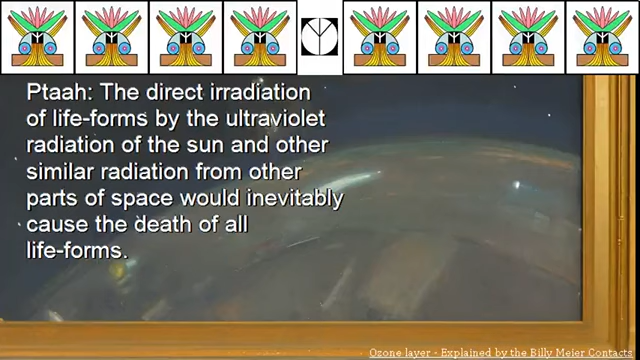 Ptaah: The direct irradiation
of life-forms by the ultraviolet
radiation of the sun and other
similar radiation from other
parts of space would inevitably
cause the death of all
life-forms.
Ozone layer - Explained by the Billy Meier Contacts